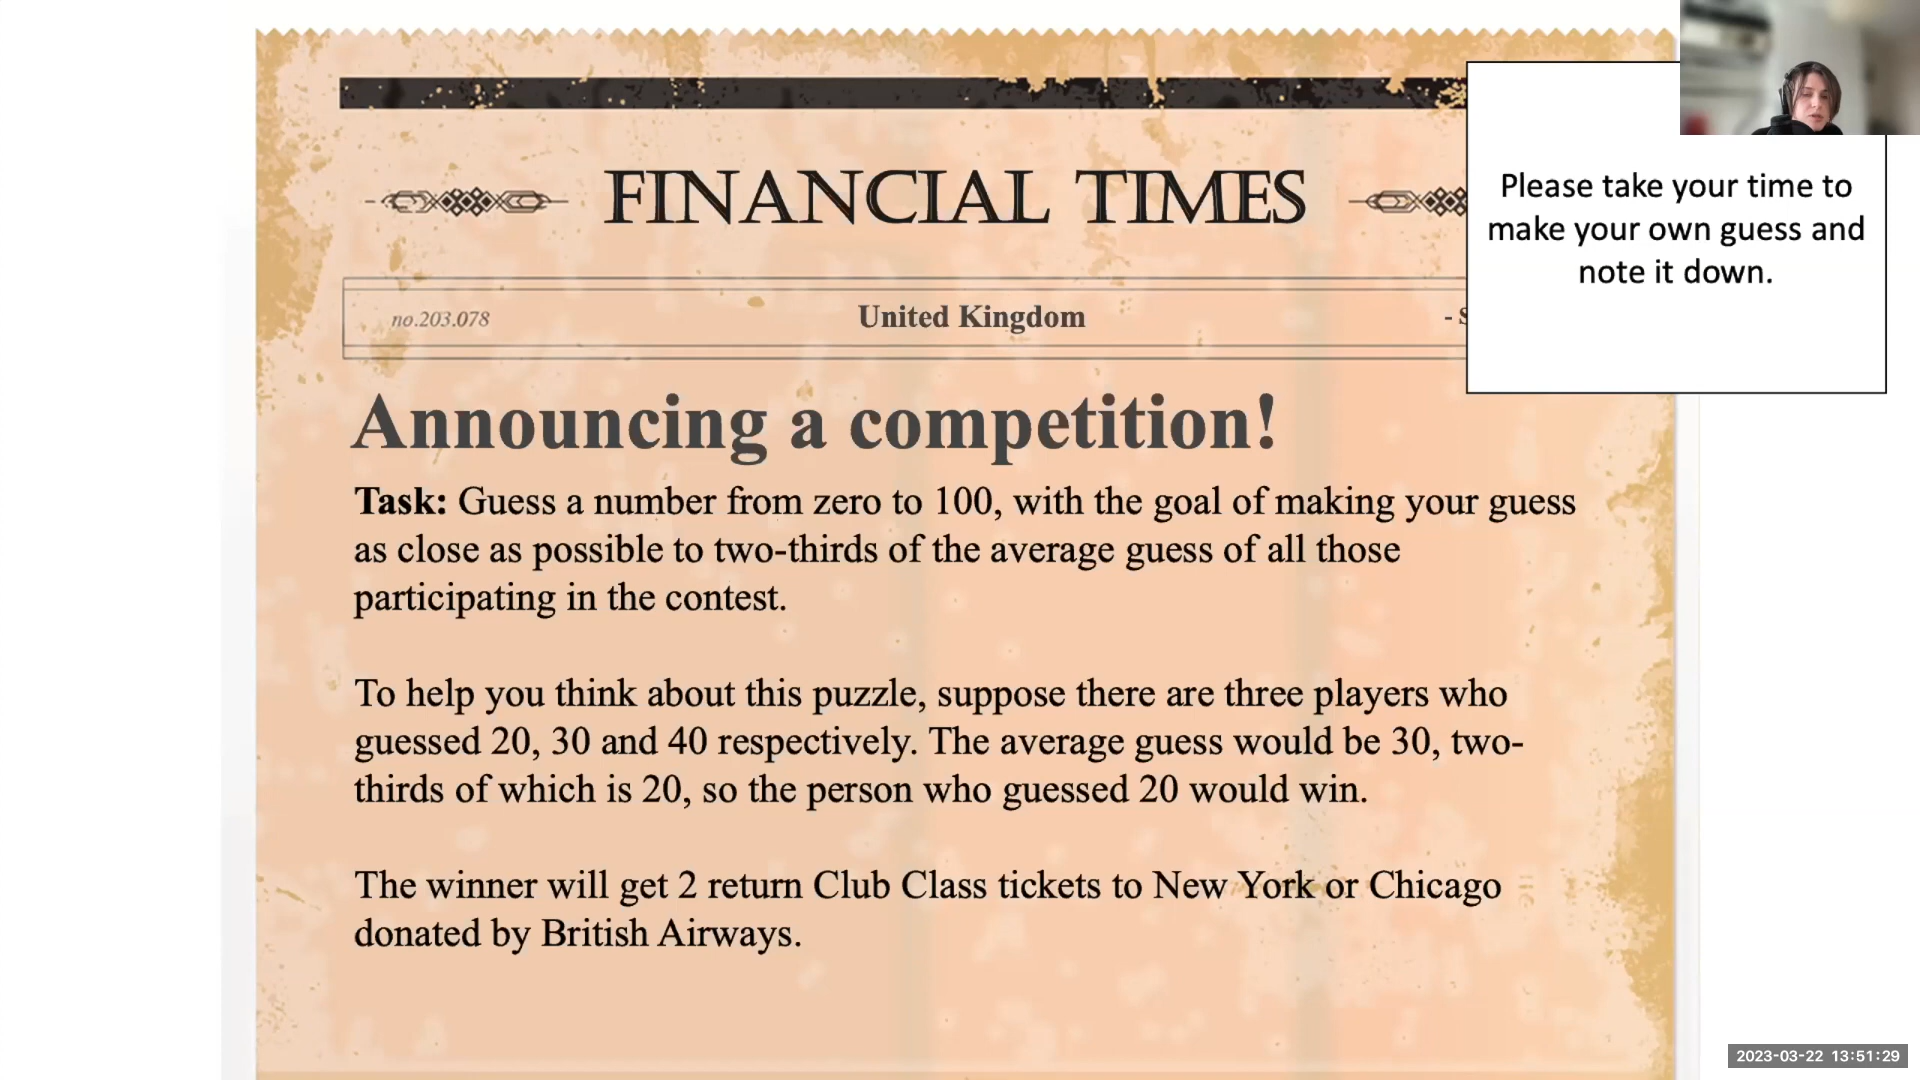 FINANCIAL TIMES
no.203.078
United Kingdom
-
Please take your time to
make your own guess and
note it down.
Announcing a competition!
Task: Guess a number from zero to 100, with the goal of making your guess
as close as possible to two-thirds of the average guess of all those
participating in the contest.
To help you think about this puzzle, suppose there are three players who
guessed 20, 30 and 40 respectively. The average guess would be 30, two-
thirds of which is 20, so the person who guessed 20 would win.
The winner will get 2 return Club Class tickets to New York or Chicago
donated by British Airways.
2023-03-22 13:51:29